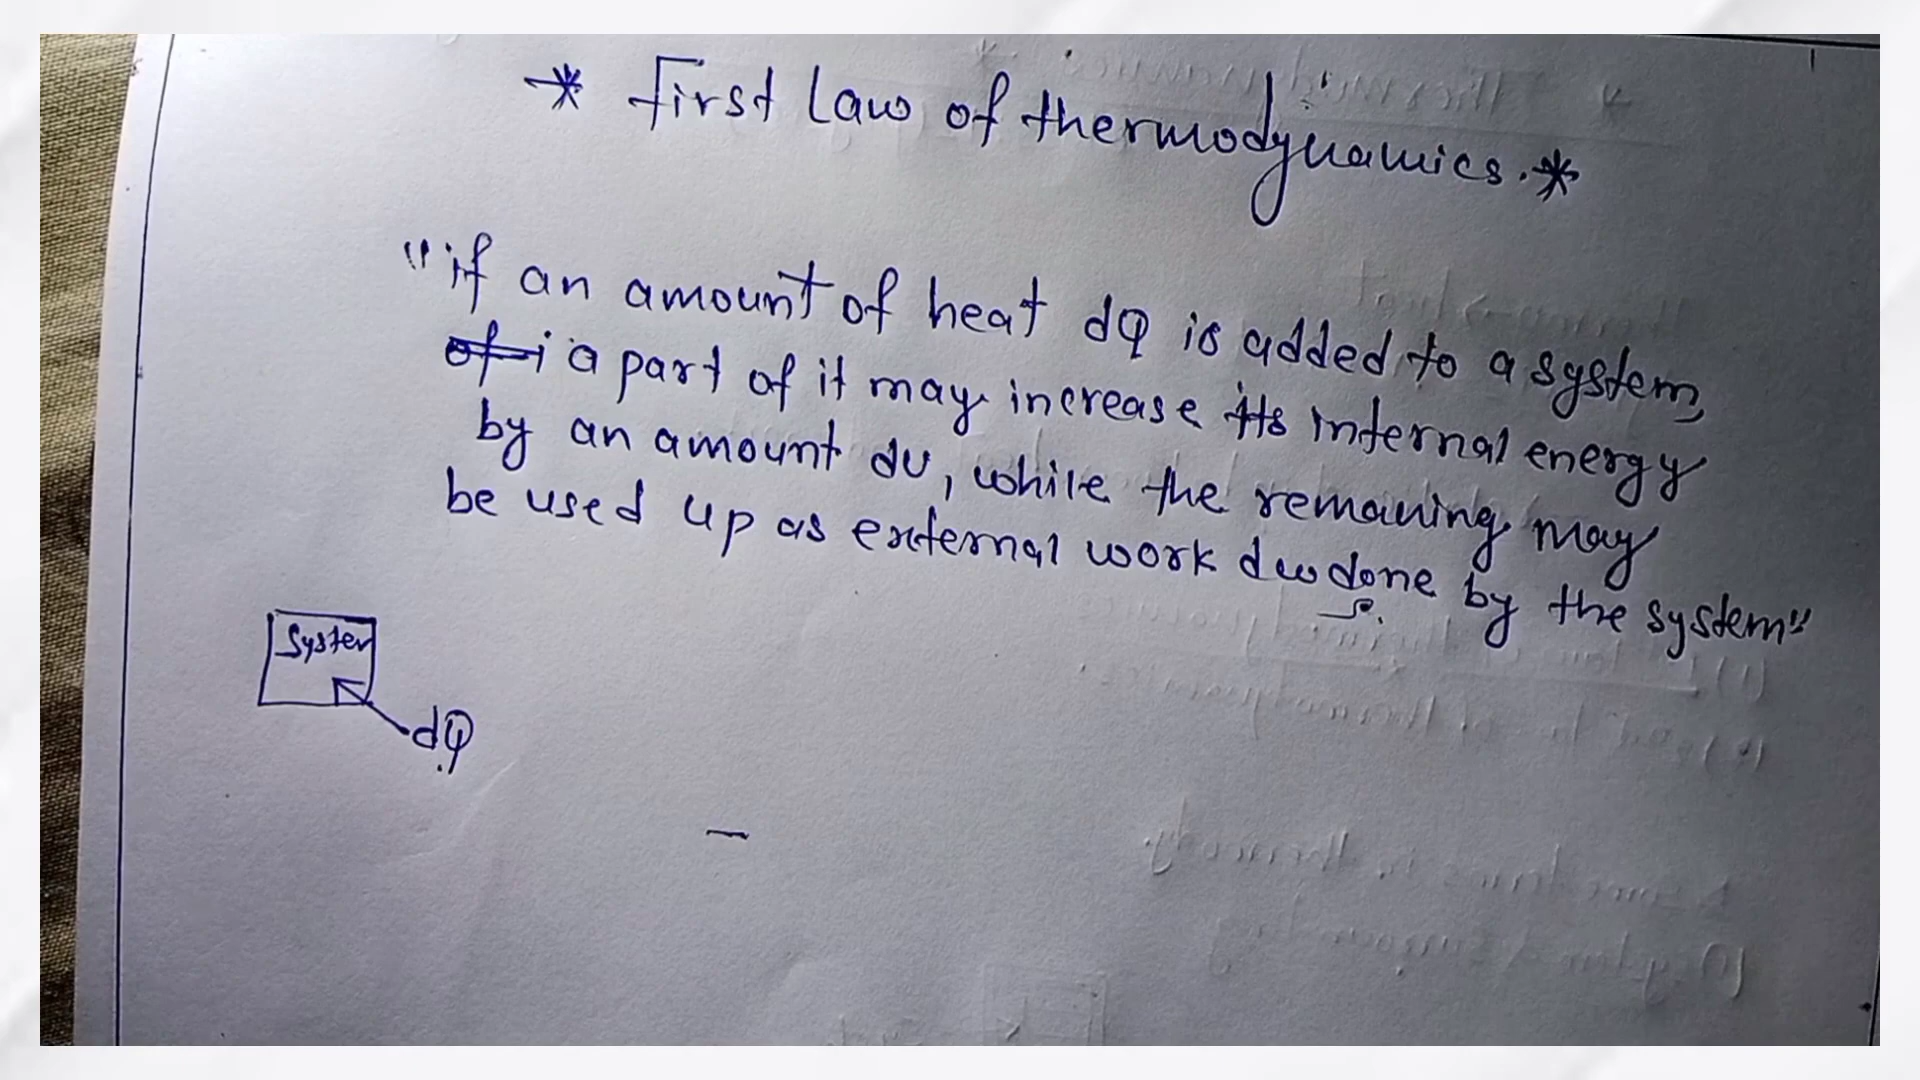 * First Law of thermodynamics. *
"if an amount of heat dQ is added to a system,
a part of it may increase its internal energy
by an amount dU, while the remaining may
be used up as external work dw done by the system"
System
dQ